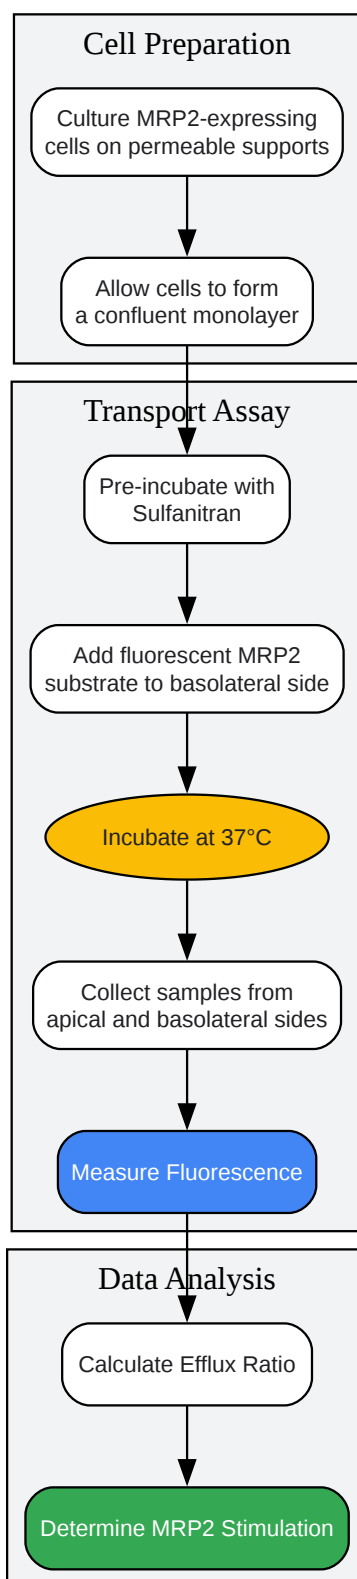 Cell Preparation
Culture MRP2-expressing
cells on permeable supports
Allow cells to form
a confluent monolayer
Transport Assay
Pre-incubate with
Sulfanitran
Add fluorescent MRP2
substrate to basolateral side
Incubate at 37°C
Collect samples from
apical and basolateral sides
Measure Fluorescence
Data Analysis
Calculate Efflux Ratio
Determine MRP2 Stimulation